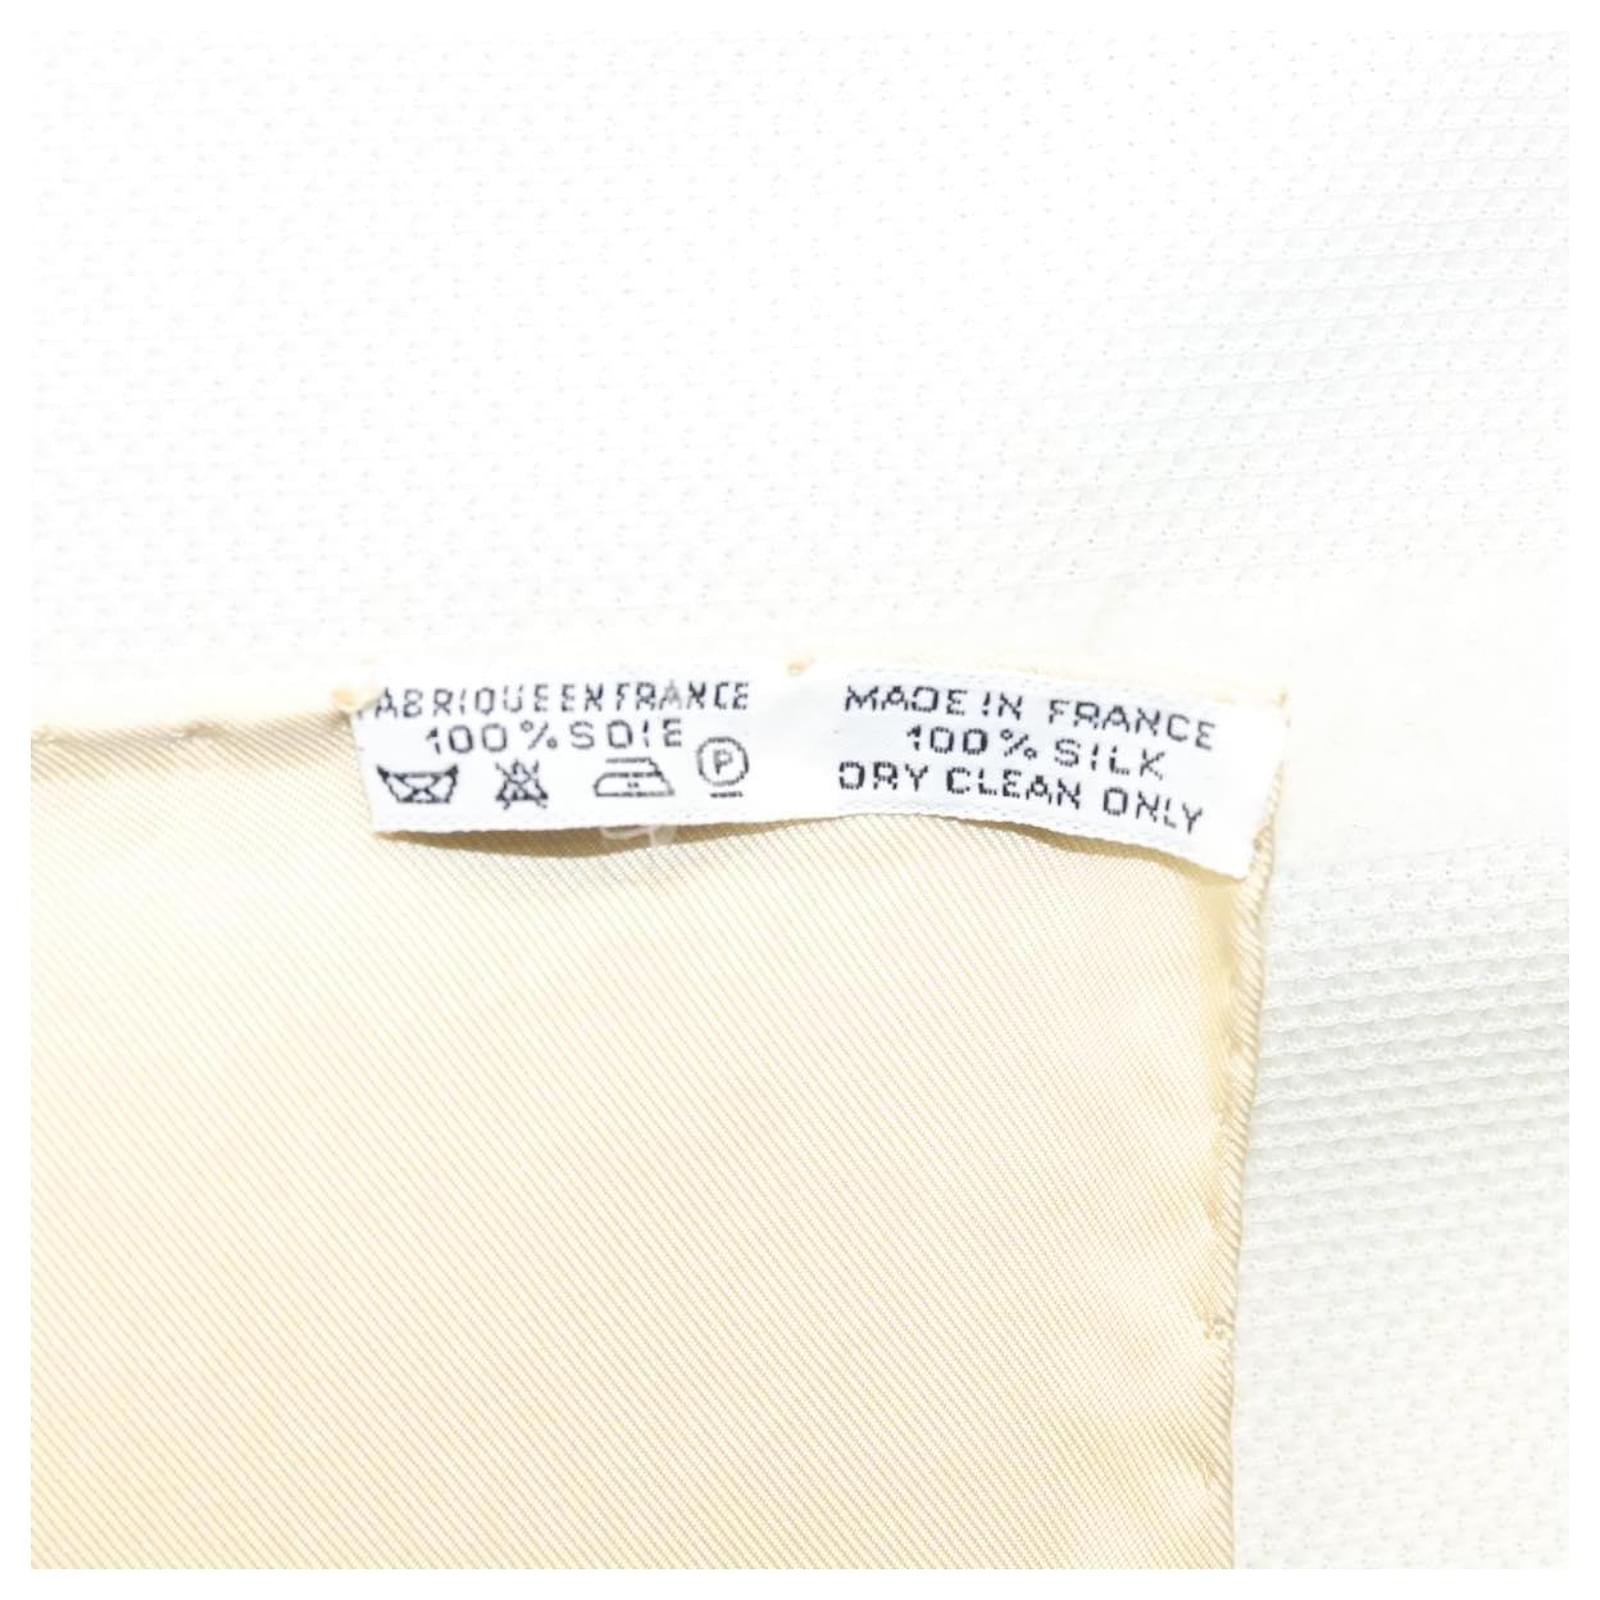 FABRIQUE EN FRANCE
100% SOIE
P
MADE IN FRANCE
100% SILK
DRY CLEAN ONLY